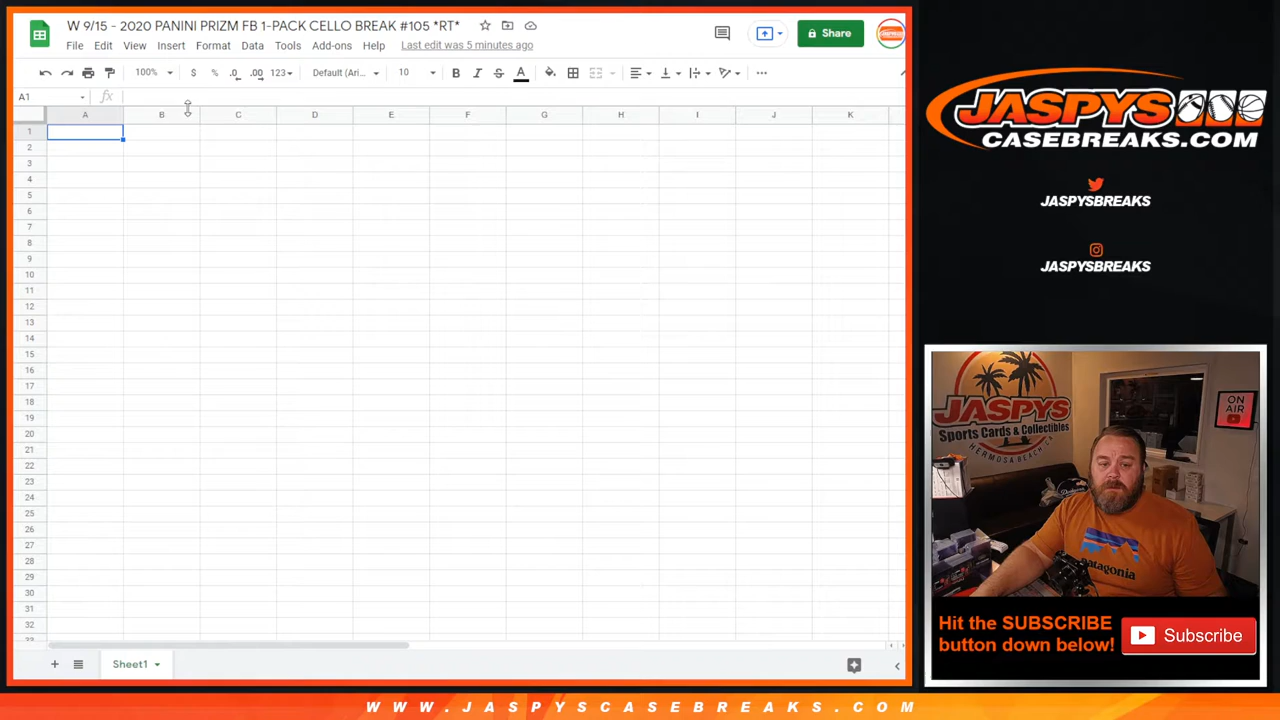 W 9/15 - 2020 PANINI PRIZM FB 1-PACK CELLO BREAK #105 *RT*
File Edit View Insert Format Data Tools Add-ons Help Last edit was 5 minutes ago
Share
100% $ % .0 .00 123 Default (Ari... 10 B I S A
A1 fx
A B C D E F G H I J K
1
2
3
4
5
6
7
8
9
10
11
12
13
14
15
16
17
18
19
20
21
22
23
24
25
26
27
28
29
30
31
32
33
Sheet1
JASPYS
CASEBREAKS.COM
JASPYSBREAKS
JASPYSBREAKS
JASPYS
Sports Cards & Collectibles
HERMOSA BEACH CA
ON
AIR
patagonia
Hit the SUBSCRIBE
button down below!
Subscribe
WWW.JASPYSCASEBREAKS.COM